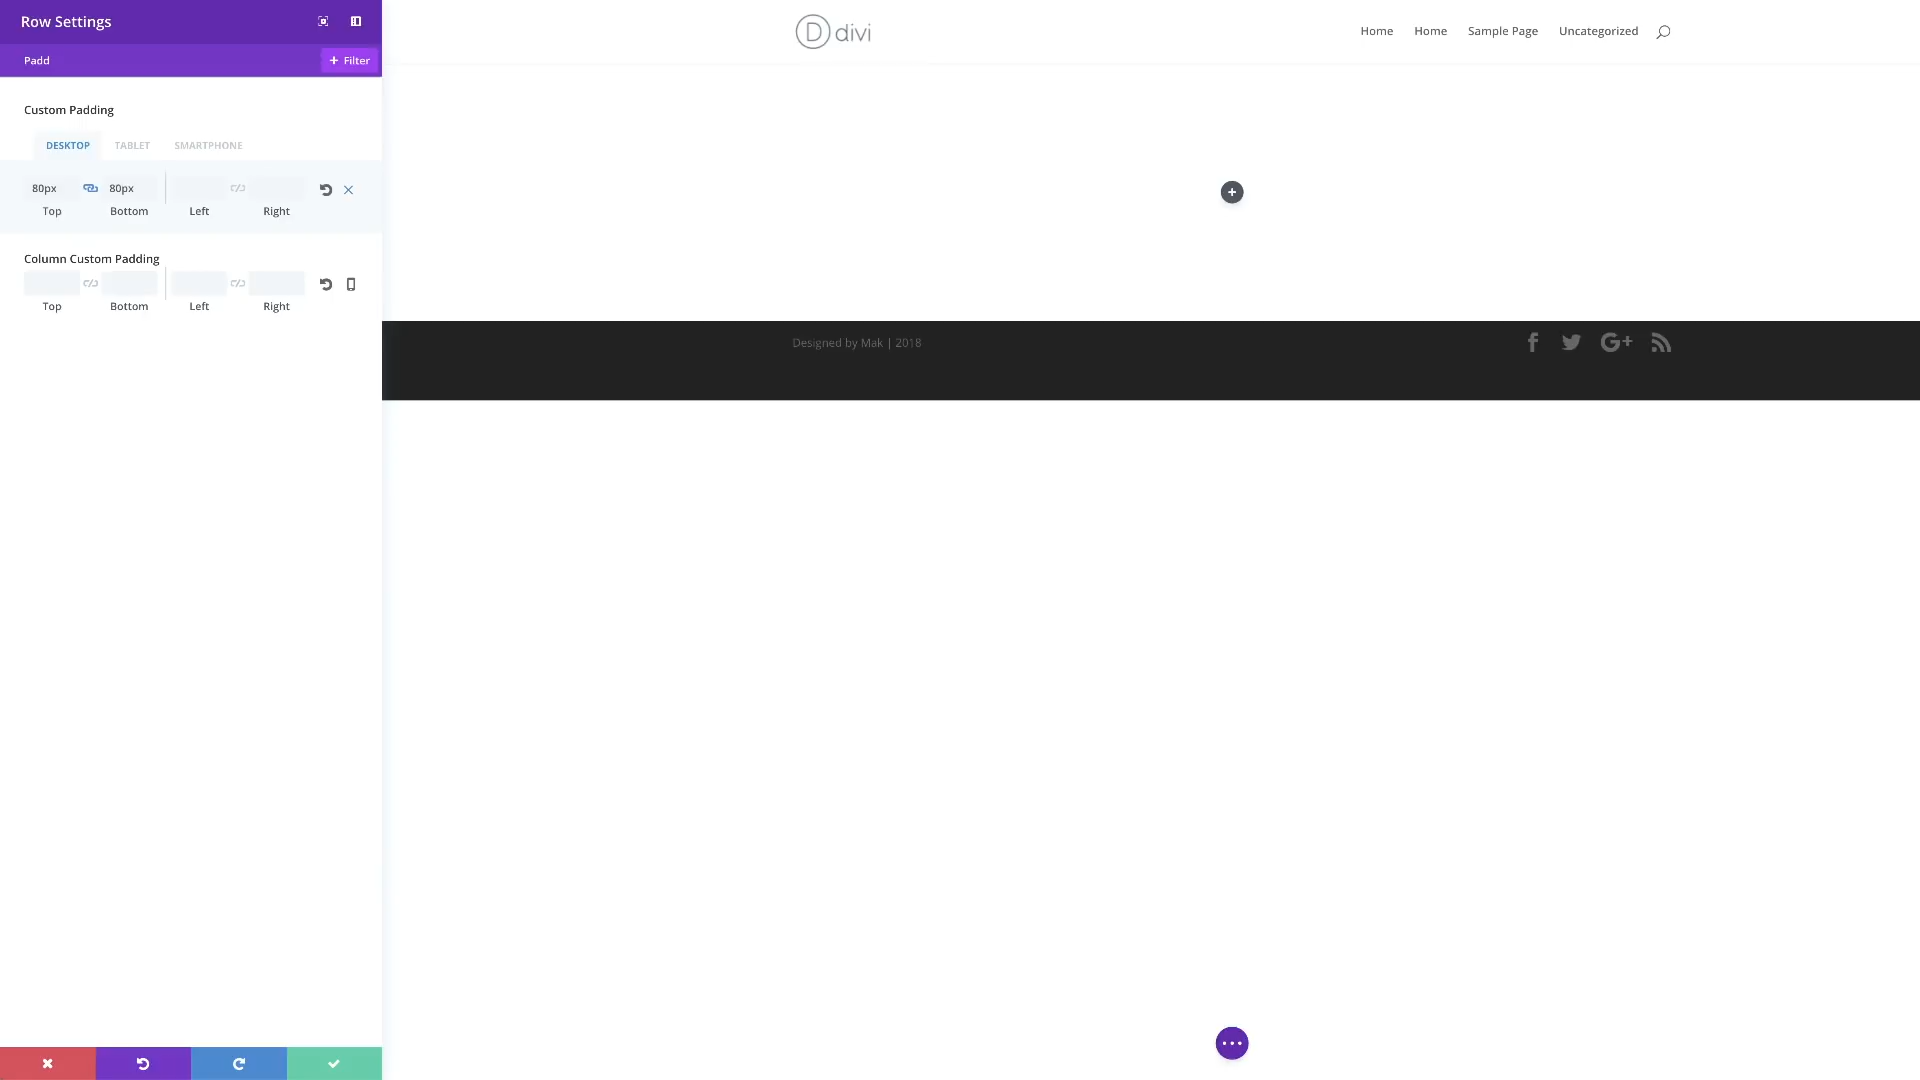 Row Settings
Padd
+ Filter
Custom Padding
DESKTOP TABLET SMARTPHONE
80px 80px
Top Bottom Left Right
Column Custom Padding
Top Bottom Left Right
D divi
Home Home Sample Page Uncategorized
Designed by Mak | 2018
G+